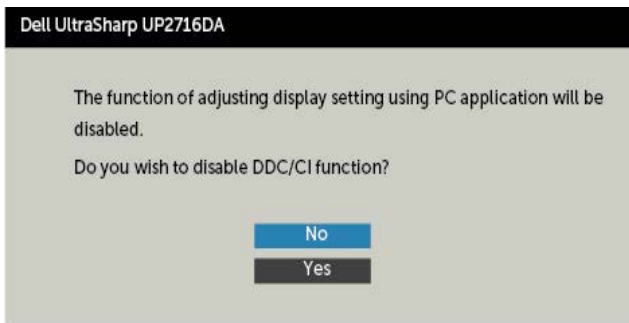 Dell UltraSharp UP2716DA
The function of adjusting display setting using PC application will be
disabled.
Do you wish to disable DDC/CI function?
No
Yes